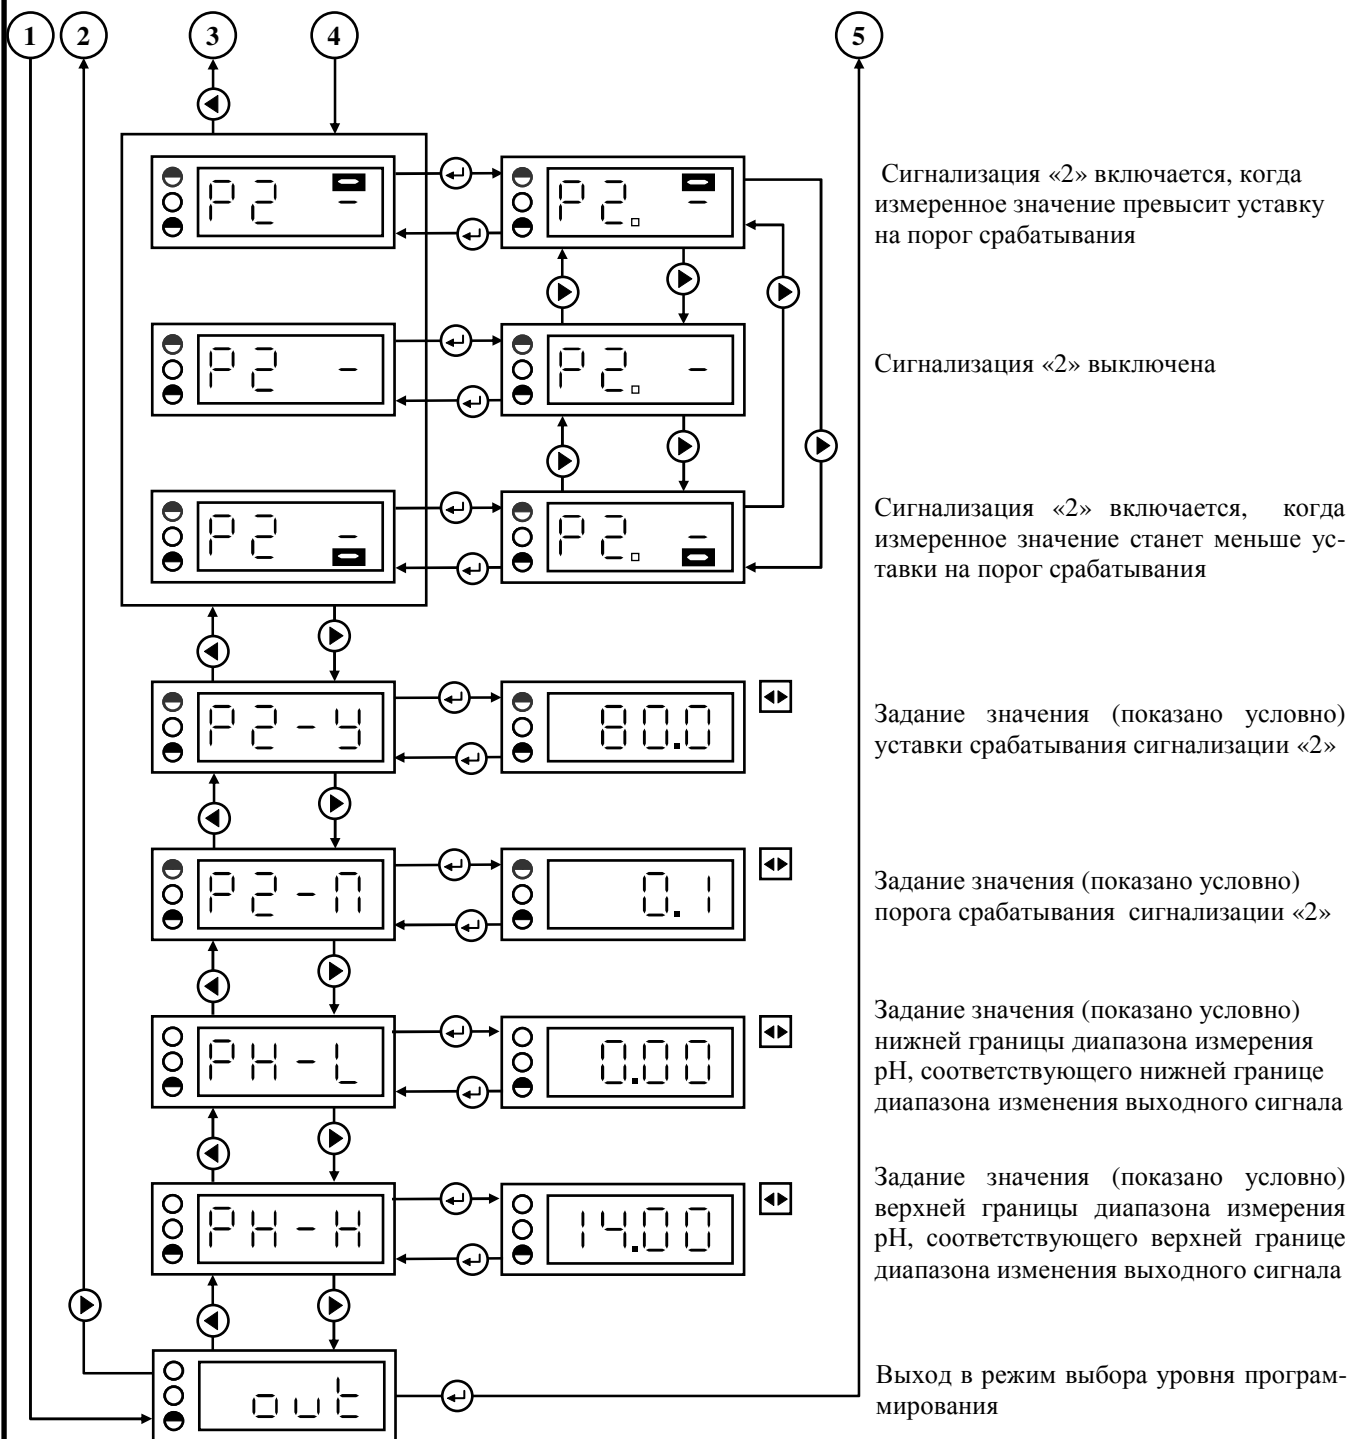 1 2 3 4 5
P2
P2.
Сигнализация «2» включается, когда
измеренное значение превысит уставку
на порог срабатывания
P2 -
P2. -
Сигнализация «2» выключена
P2
P2.
Сигнализация «2» включается, когда
измеренное значение станет меньше ус-
тавки на порог срабатывания
P2-У
80.0
Задание значения (показано условно)
уставки срабатывания сигнализации «2»
P2-П
0.1
Задание значения (показано условно)
порога срабатывания сигнализации «2»
PH-L
0.00
Задание значения (показано условно)
нижней границы диапазона измерения
pH, соответствующего нижней границе
диапазона изменения выходного сигнала
PH-H
14.00
Задание значения (показано условно)
верхней границы диапазона измерения
pH, соответствующего верхней границе
диапазона изменения выходного сигнала
out
Выход в режим выбора уровня програм-
мирования